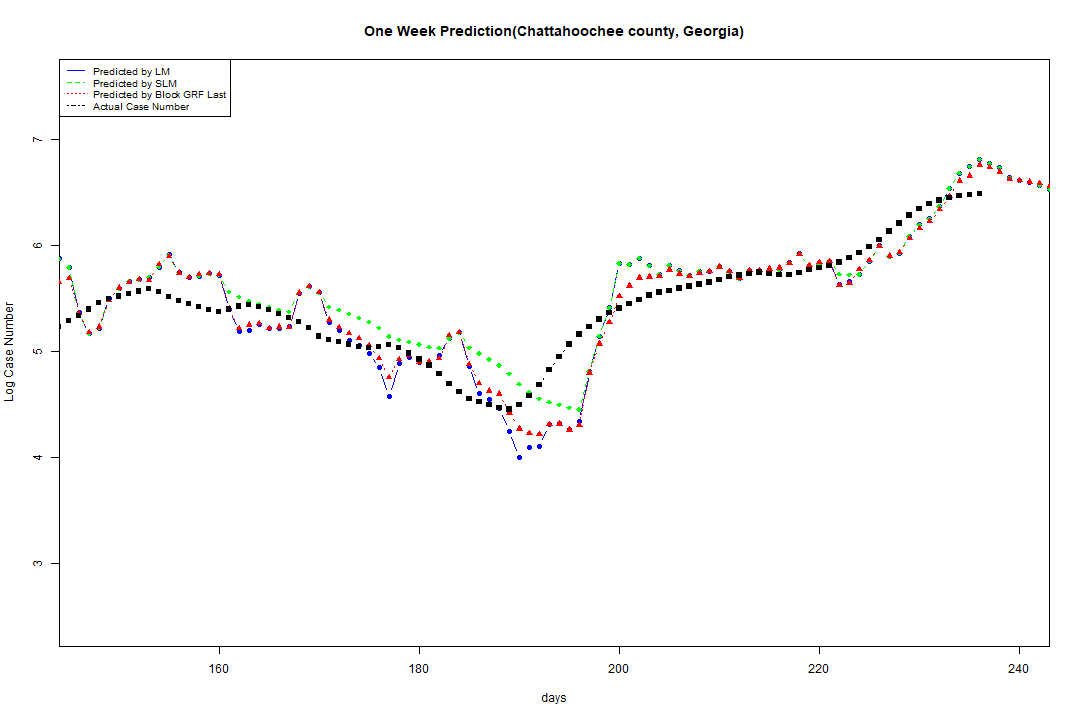 One Week Prediction(Chattahoochee county, Georgia)
Predicted by LM
Predicted by SLM
Predicted by Block GRF Last
Actual Case Number
7
6
5
4
3
Log Case Number
160 180 200 220 240
days